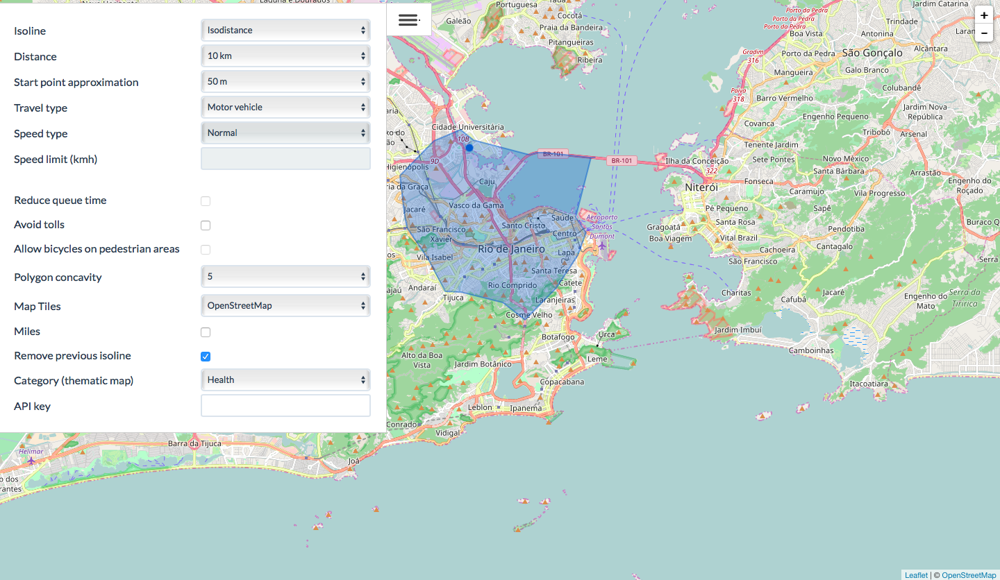 Isoline
Isodistance
Distance
10 km
Start point approximation
50 m
Travel type
Motor vehicle
Speed type
Normal
Speed limit (kmh)
Reduce queue time
Avoid tolls
Allow bicycles on pedestrian areas
Polygon concavity
5
Map Tiles
OpenStreetMap
Miles
Remove previous isoline
Category (thematic map)
Health
API key
+
-
Portuguesa
Galeão
Cocotá
Praia da Bandeira
Pitangueiras
Ribeira
Porto da Pedra
Porto da Pedra
Porto da Pedra
Boa Vista
Trindade
Jardim Catarina
Antonina
Gradim
316
Porto da Pedra
São Gonçalo
Alcântara
Mangueira
Galo Branco
Paiva
318
Barro Vermelho
Colubandê
Jardim Nova
República
Covanca
Engenho Pequeno
Tribobó
Arsenal
Cidade Universitária
10B
9D
Higienópolis
BR-101
BR-101
Tenente Jardim
Ilha da Conceição
322
Sete Pontes
Novo México
Santa Bárbara
Arrastão
Fonseca
Engenho do
Roçado
Niterói
Caramujo
Vila Progresso
Caju
ria da Graça
Vasco da Gama
Jacaré
Pé Pequeno
Sapê
Santo Cristo
Saúde
Aeroporto
Santos
Dumont
Centro
São Francisco
Xavier
Gragoatá
Boa Viagem
Santa Rosa
Pendotiba
Buraco Q
Vital Brazil
Cachoeira
Cantagalo
Rio de Janeiro
Lapa
Vila Isabel
São Francisco
Serra
Santa Teresa
Rio Comprido
Catete
Andaraí
Tijuca
Laranjeiras
Charitas
Cafubá
Jacaré
Engenho do
Mato
Serra da
Tiririca
Cosme Velho
Botafogo
Urca
Jardim Imbuí
Camboinhas
Alto da Boa
Vista
Jardim Botânico
Leme
Copacabana
Itacoatiara
Leblon
Ipanema
Conrado
Vidigal
Barra da Tijuca
Helimar
Joá
o dos
rantes
Leaflet | © OpenStreetMap